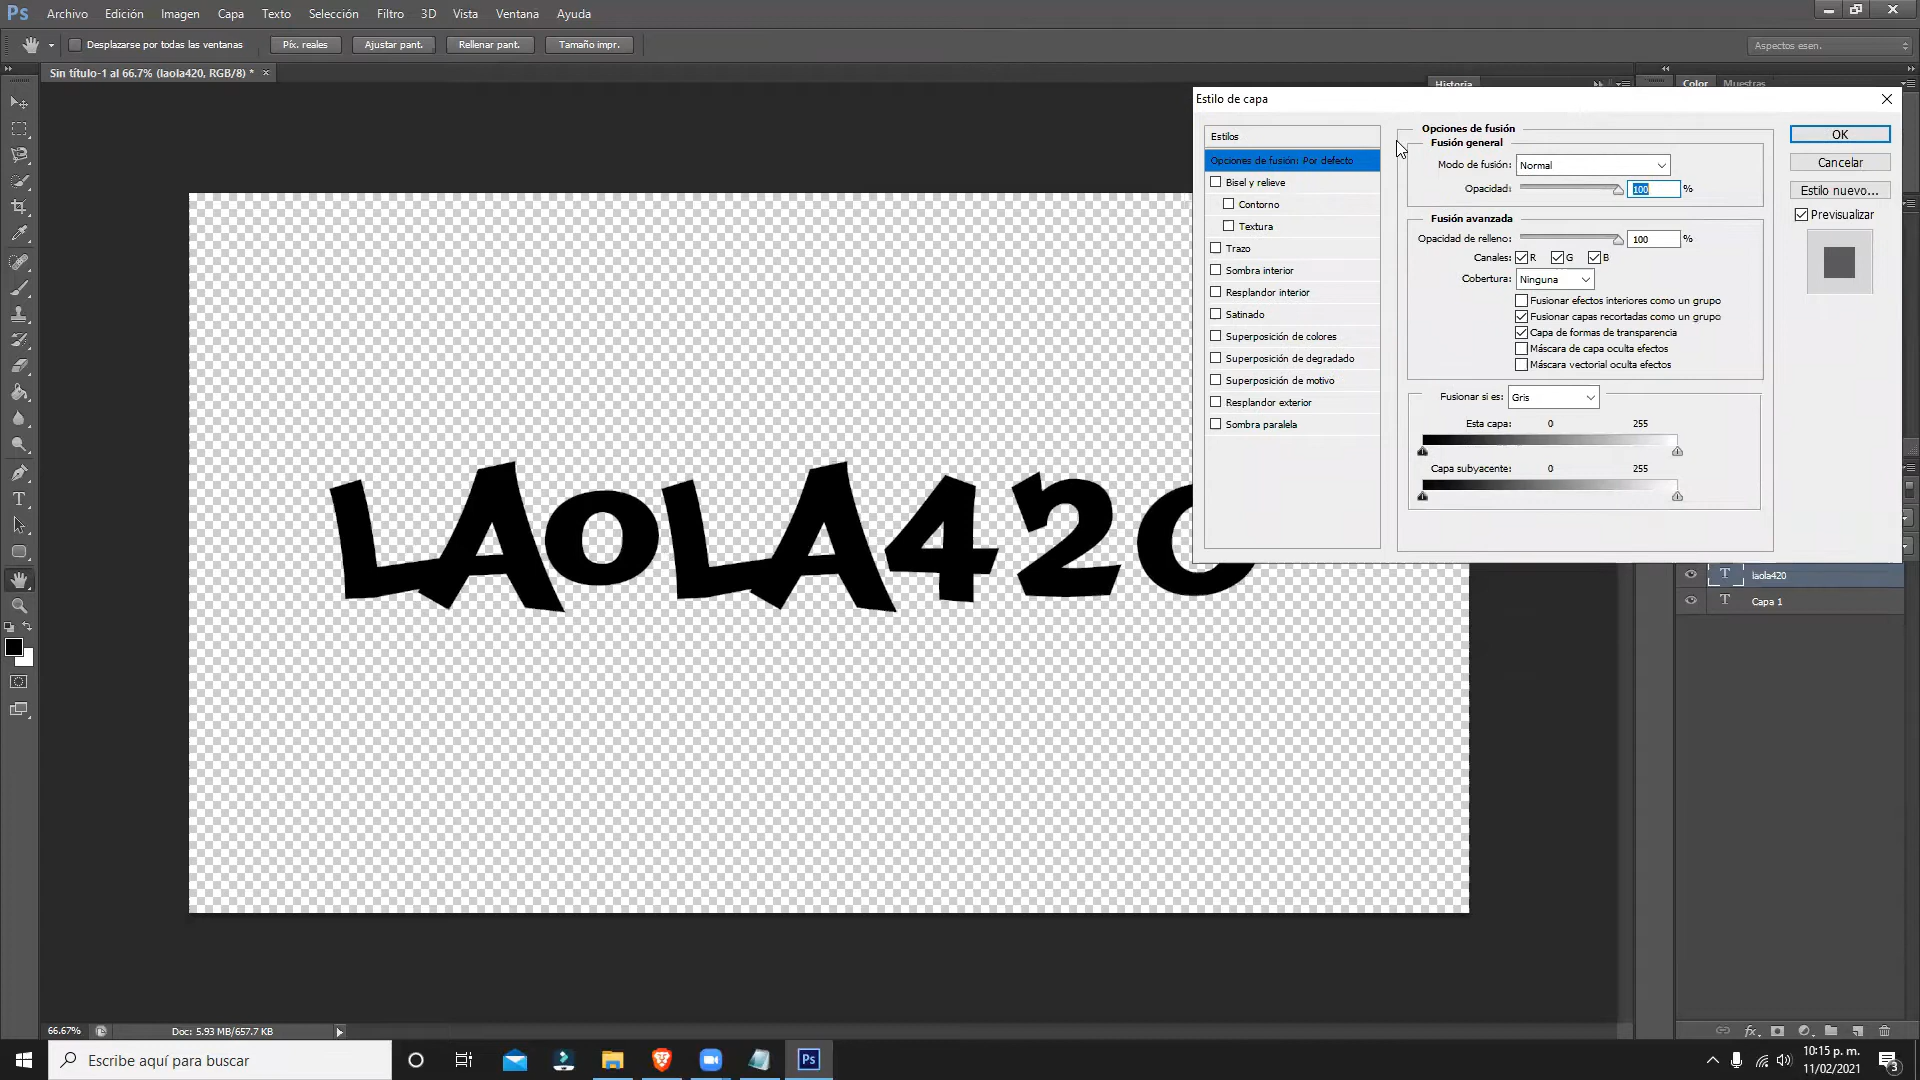 Ps Archivo Edición Imagen Capa Texto Selección Filtro 3D Vista Ventana Ayuda
Desplazarse por todas las ventanas Píx. reales Ajustar pant. Rellenar pant. Tamaño impr. Aspectos esen.
Sin título-1 al 66.7% (laola420, RGB/8) * ×
Historia Color Muestras
Estilo de capa
Estilos
Opciones de fusión: Por defecto
Bisel y relieve
Contorno
Textura
Trazo
Sombra interior
Resplandor interior
Satinado
Superposición de colores
Superposición de degradado
Superposición de motivo
Resplandor exterior
Sombra paralela
Opciones de fusión
Fusión general
Modo de fusión: Normal
Opacidad: 100 %
Fusión avanzada
Opacidad de relleno: 100 %
Canales: R G B
Cobertura: Ninguna
Fusionar efectos interiores como un grupo
Fusionar capas recortadas como un grupo
Capa de formas de transparencia
Máscara de capa oculta efectos
Máscara vectorial oculta efectos
Fusionar si es: Gris
Esta capa: 0 255
Capa subyacente: 0 255
OK
Cancelar
Estilo nuevo...
Previsualizar
LAOLA420
T laola420
T Capa 1
66.67% Doc: 5.93 MB/657.7 KB
Escribe aquí para buscar
Ps
10:15 p. m.
11/02/2021
3